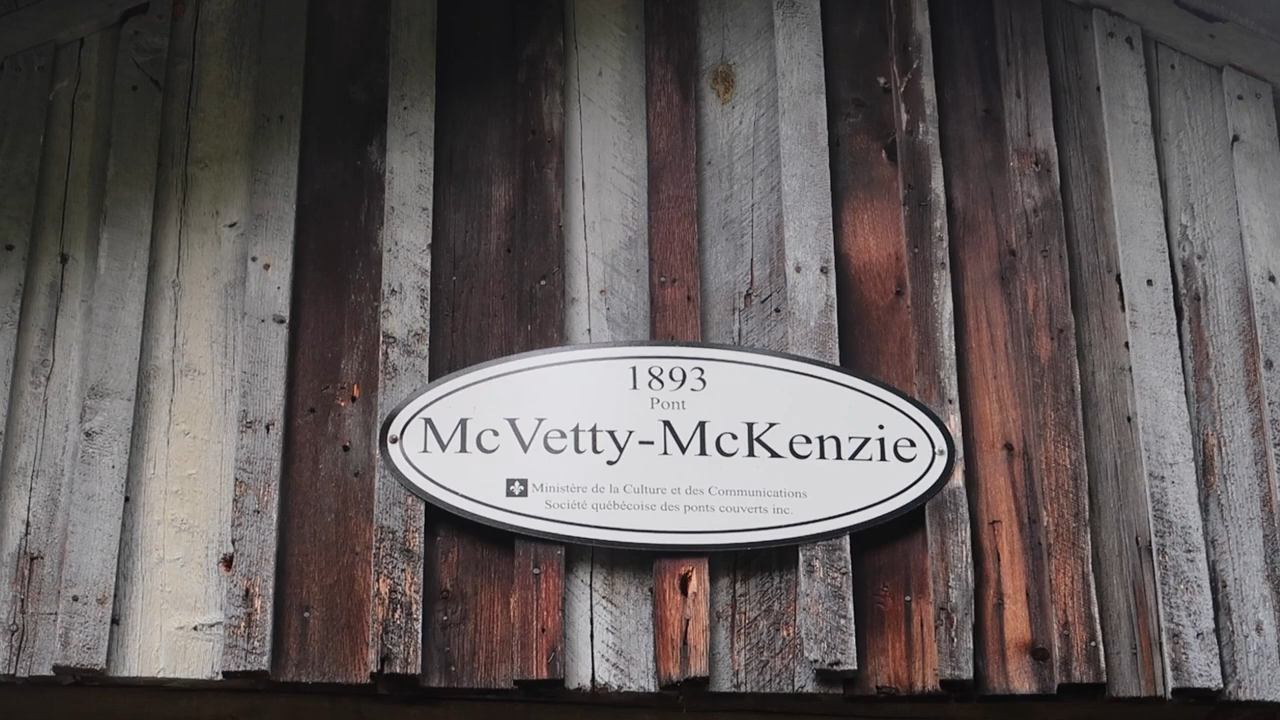 1893
Pont
McVetty-McKenzie
Ministère de la Culture et des Communications
Société québécoise des ponts couverts inc.